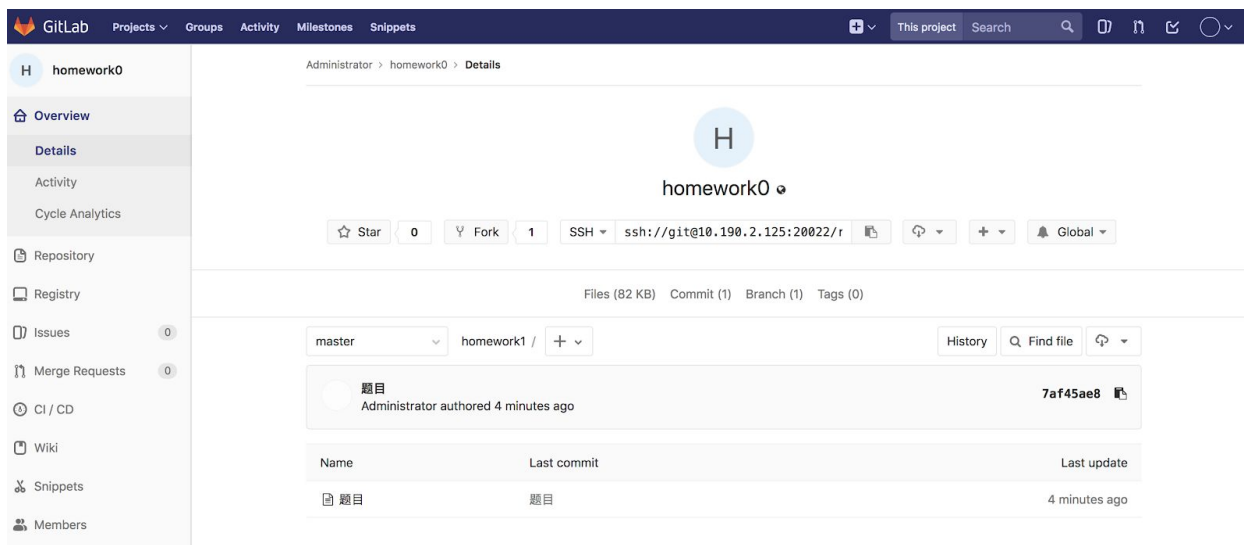 GitLab Projects Groups Activity Milestones Snippets This project Search
H homework0
Administrator > homework0 > Details
Overview
Details
Activity
Cycle Analytics
Repository
Registry
Issues 0
Merge Requests 0
CI / CD
Wiki
Snippets
Members
H
homework0
Star 0 Fork 1 SSH ssh://git@10.190.2.125:20022/r Global
Files (82 KB) Commit (1) Branch (1) Tags (0)
master homework1 / + History Find file
题目
Administrator authored 4 minutes ago 7af45ae8
Name Last commit Last update
题目 题目 4 minutes ago